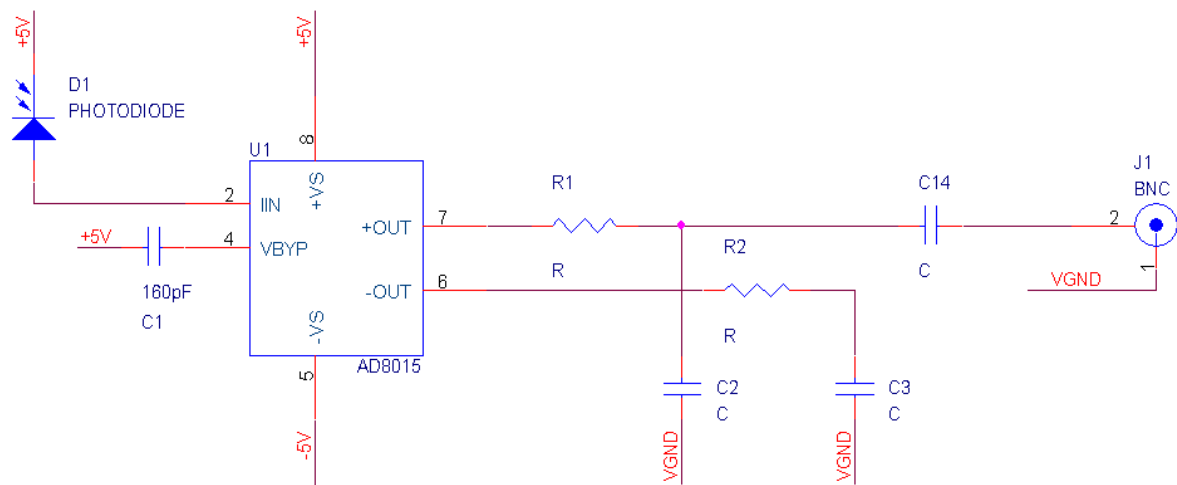 +5V
+5V
D1
PHOTODIODE
8
U1
2
IIN
+VS
+5V
4
VBYP
160pF
C1
-VS
5
-5V
+OUT
7
-OUT
6
AD8015
R1
R
R2
R
C2
C
VGND
C3
C
VGND
C14
C
J1
BNC
2
1
VGND